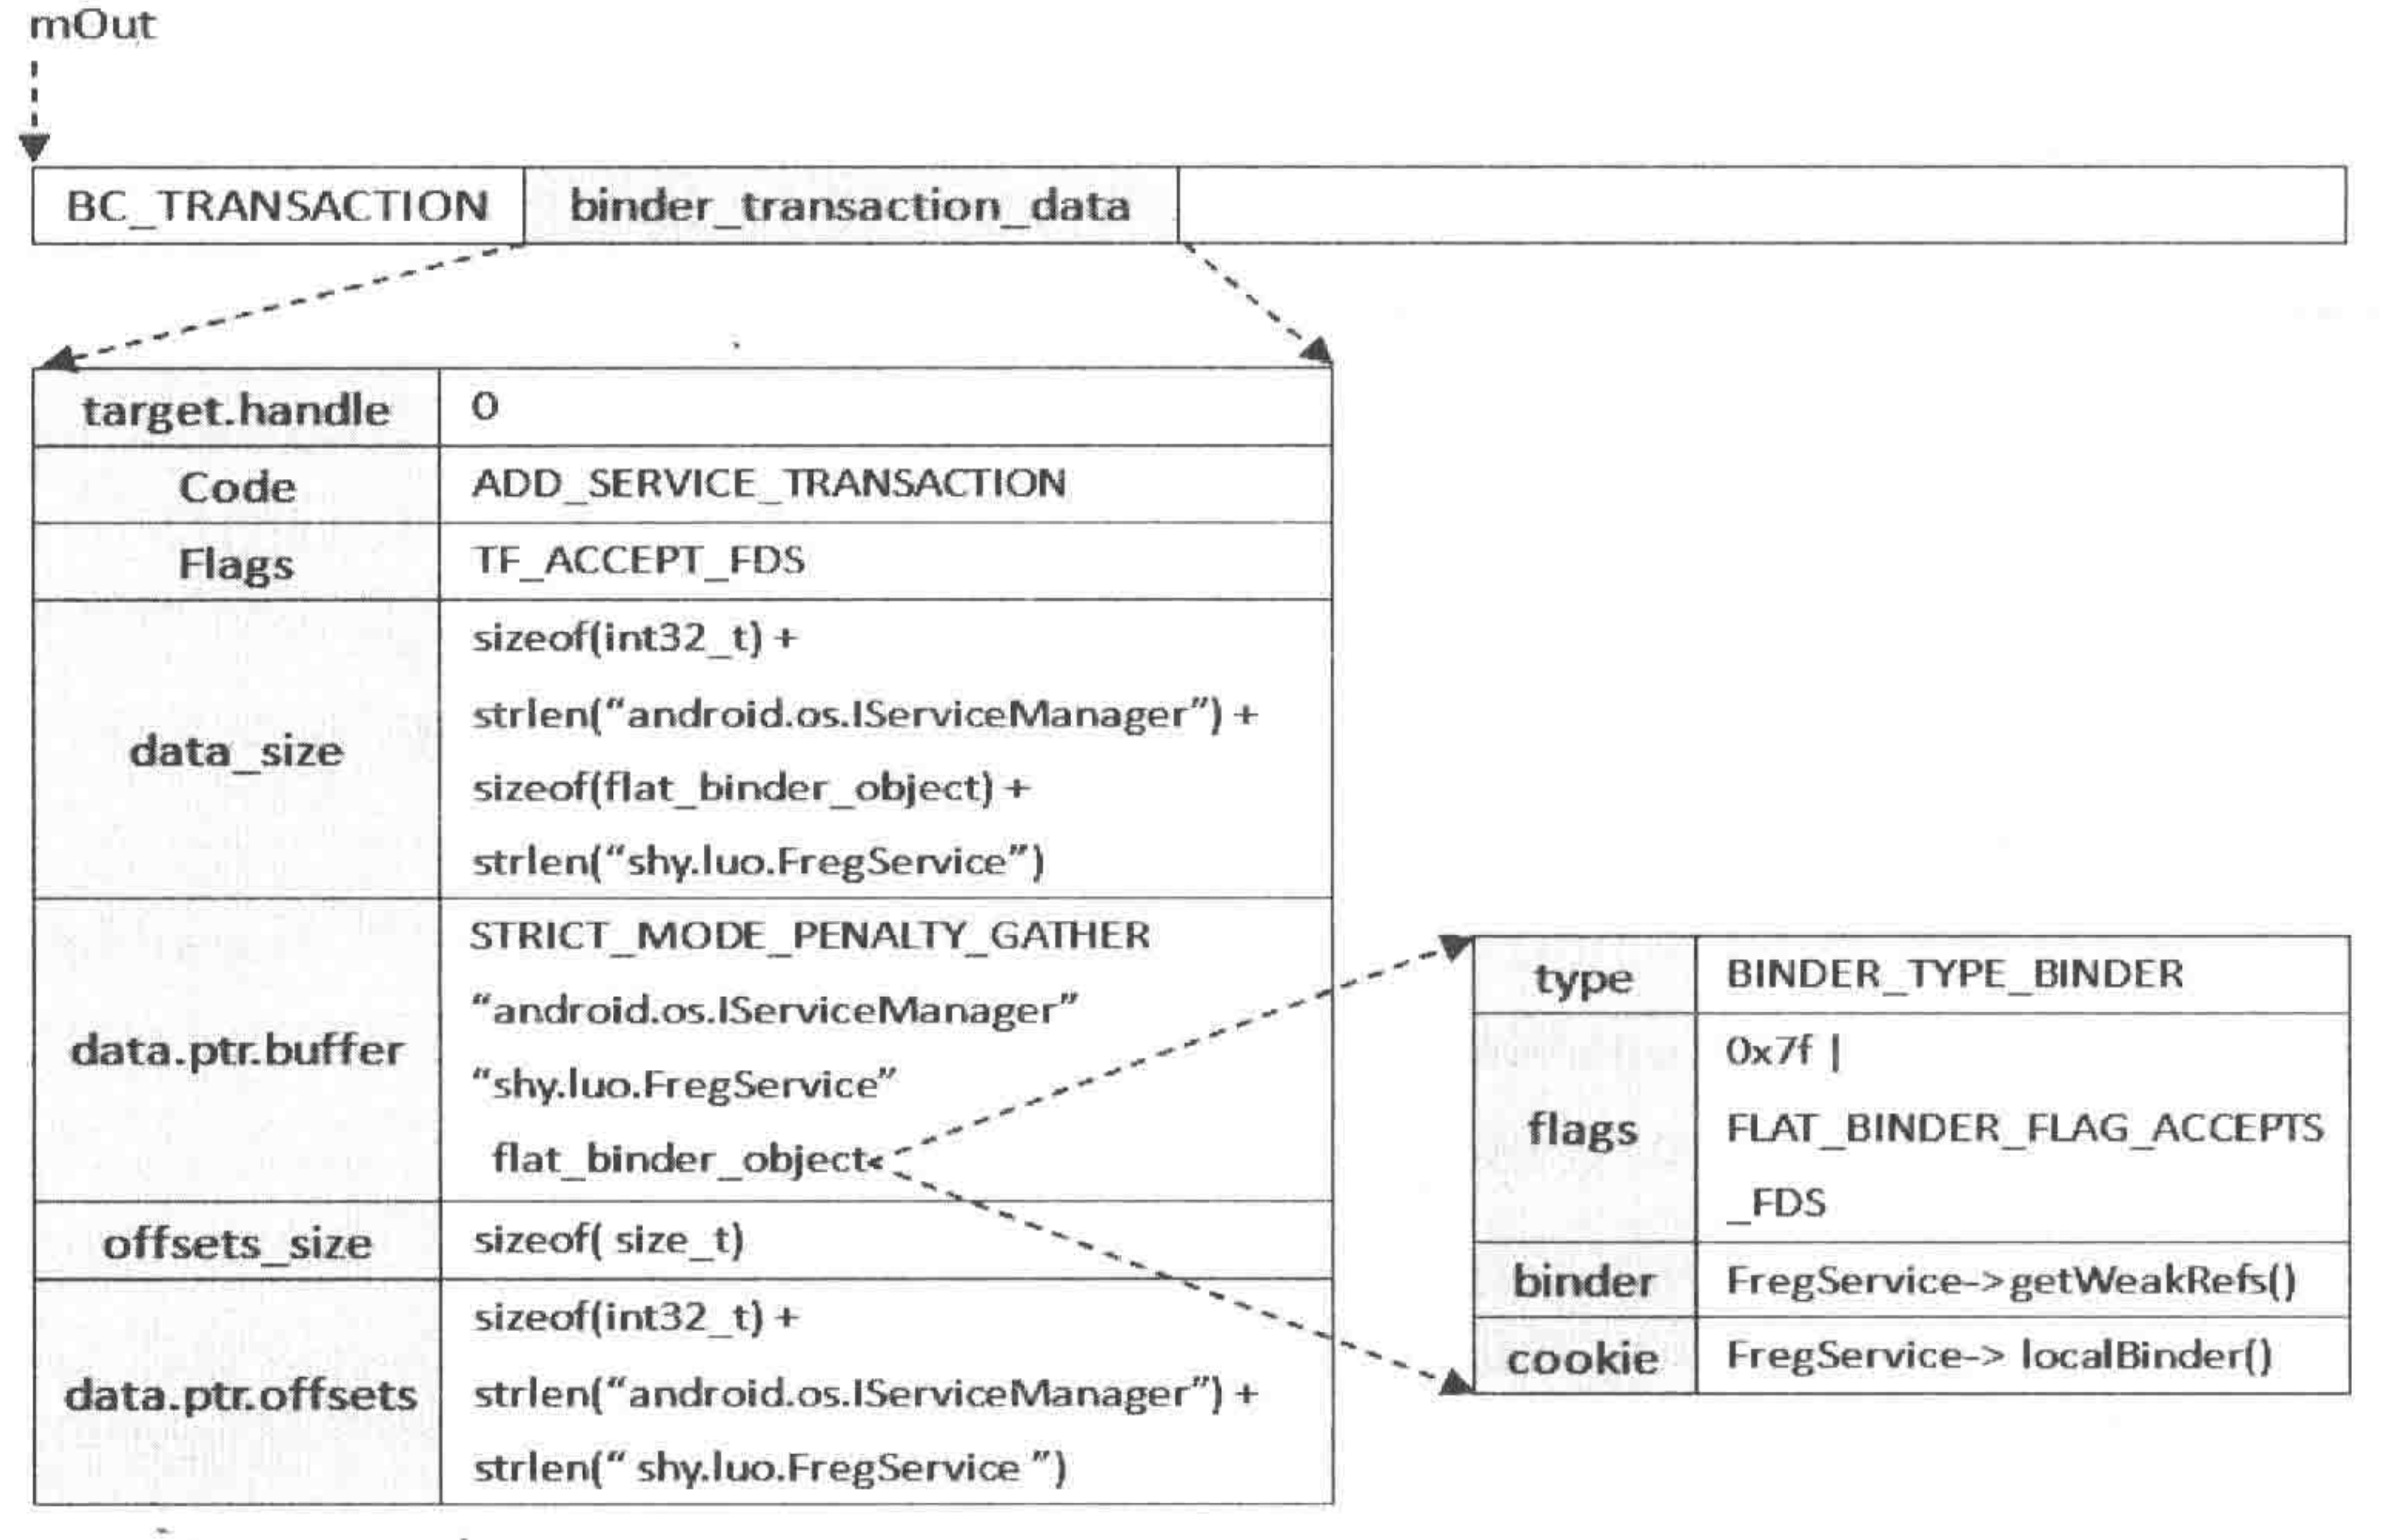 mOut
BC_TRANSACTION
binder_transaction_data
target.handle
0
Code
ADD_SERVICE_TRANSACTION
Flags
TF_ACCEPT_FDS
data_size
sizeof(int32_t) +
strlen("android.os.IServiceManager") +
sizeof(flat_binder_object) +
strlen("shy.luo.FregService")
data.ptr.buffer
STRICT_MODE_PENALTY_GATHER
"android.os.IServiceManager"
"shy.luo.FregService"
flat_binder_object
offsets_size
sizeof( size_t)
data.ptr.offsets
sizeof(int32_t) +
strlen("android.os.IServiceManager") +
strlen(" shy.luo.FregService ")
type
BINDER_TYPE_BINDER
flags
0x7f |
FLAT_BINDER_FLAG_ACCEPTS
_FDS
binder
FregService->getWeakRefs()
cookie
FregService-> localBinder()